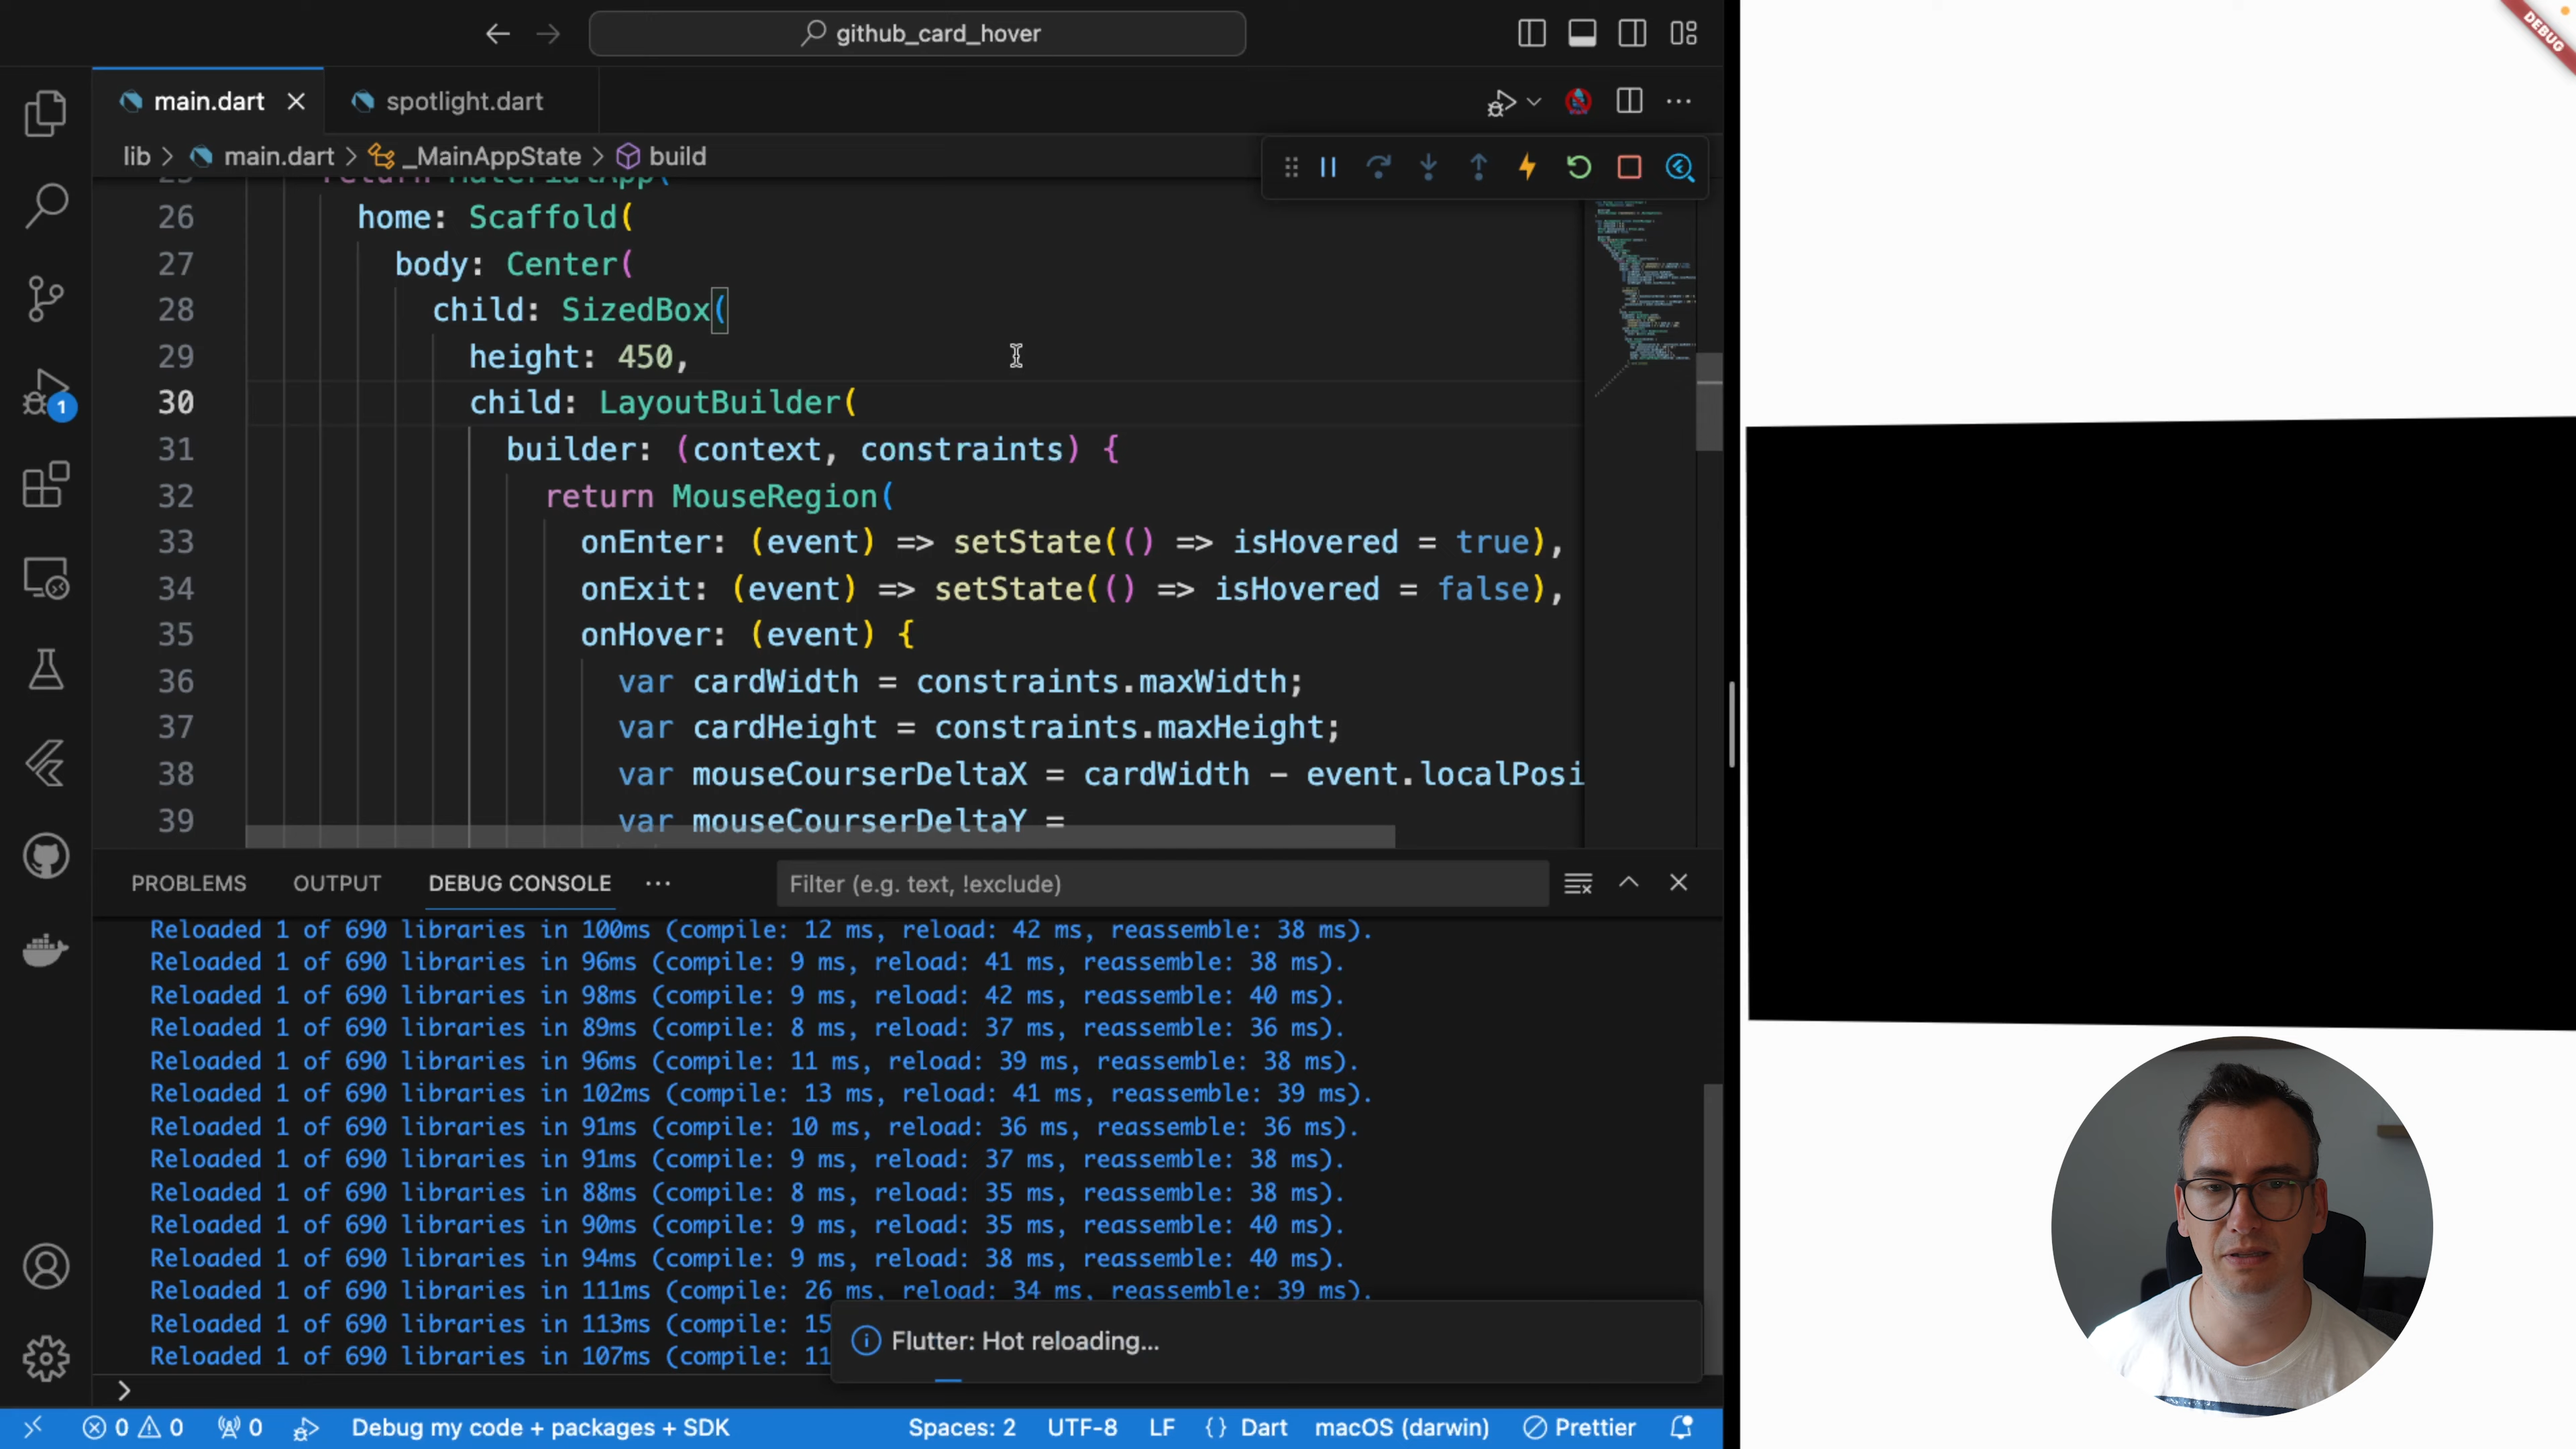 github_card_hover
DEBUG
main.dart
spotlight.dart
lib > main.dart > _MainAppState > build
return MaterialApp(
26 home: Scaffold(
27 body: Center(
28 child: SizedBox(
29 height: 450,
30 child: LayoutBuilder(
31 builder: (context, constraints) {
32 return MouseRegion(
33 onEnter: (event) => setState(() => isHovered = true),
34 onExit: (event) => setState(() => isHovered = false),
35 onHover: (event) {
36 var cardWidth = constraints.maxWidth;
37 var cardHeight = constraints.maxHeight;
38 var mouseCourserDeltaX = cardWidth - event.localPosi
39 var mouseCourserDeltaY =
1
PROBLEMS OUTPUT DEBUG CONSOLE Filter (e.g. text, !exclude)
Reloaded 1 of 690 libraries in 100ms (compile: 12 ms, reload: 42 ms, reassemble: 38 ms).
Reloaded 1 of 690 libraries in 96ms (compile: 9 ms, reload: 41 ms, reassemble: 38 ms).
Reloaded 1 of 690 libraries in 98ms (compile: 9 ms, reload: 42 ms, reassemble: 40 ms).
Reloaded 1 of 690 libraries in 89ms (compile: 8 ms, reload: 37 ms, reassemble: 36 ms).
Reloaded 1 of 690 libraries in 96ms (compile: 11 ms, reload: 39 ms, reassemble: 38 ms).
Reloaded 1 of 690 libraries in 102ms (compile: 13 ms, reload: 41 ms, reassemble: 39 ms).
Reloaded 1 of 690 libraries in 91ms (compile: 10 ms, reload: 36 ms, reassemble: 36 ms).
Reloaded 1 of 690 libraries in 91ms (compile: 9 ms, reload: 37 ms, reassemble: 38 ms).
Reloaded 1 of 690 libraries in 88ms (compile: 8 ms, reload: 35 ms, reassemble: 38 ms).
Reloaded 1 of 690 libraries in 90ms (compile: 9 ms, reload: 35 ms, reassemble: 40 ms).
Reloaded 1 of 690 libraries in 94ms (compile: 9 ms, reload: 38 ms, reassemble: 40 ms).
Reloaded 1 of 690 libraries in 111ms (compile: 26 ms, reload: 34 ms, reassemble: 39 ms).
Reloaded 1 of 690 libraries in 113ms (compile: 15
Reloaded 1 of 690 libraries in 107ms (compile: 11
Flutter: Hot reloading...
0 0 0 Debug my code + packages + SDK Spaces: 2 UTF-8 LF {} Dart macOS (darwin) Prettier